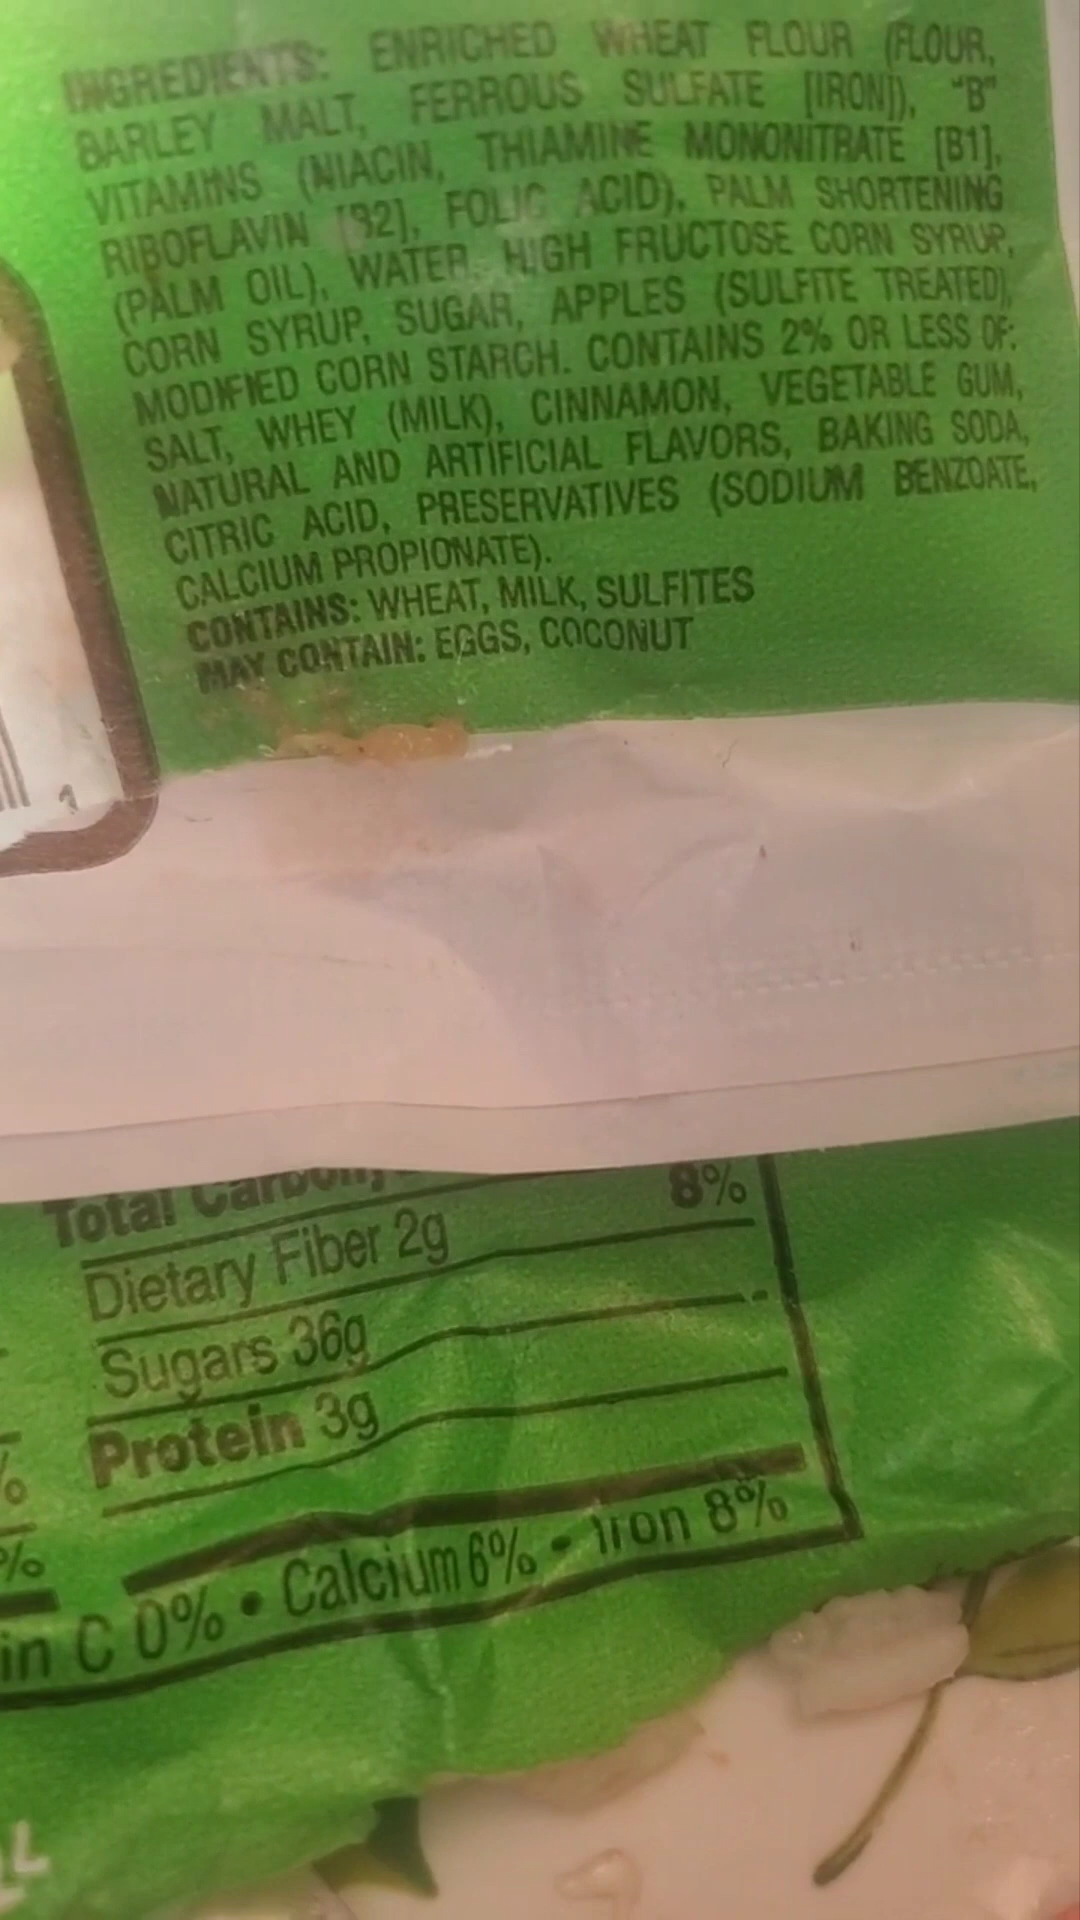 INGREDIENTS: ENRICHED WHEAT FLOUR (FLOUR,
BARLEY MALT, FERROUS SULFATE [IRON]), "B"
VITAMINS (NIACIN, THIAMINE MONONITRATE [B1],
RIBOFLAVIN [B2], FOLIC ACID), PALM SHORTENING
(PALM OIL), WATER, HIGH FRUCTOSE CORN SYRUP,
CORN SYRUP, SUGAR, APPLES (SULFITE TREATED),
MODIFIED CORN STARCH. CONTAINS 2% OR LESS OF:
SALT, WHEY (MILK), CINNAMON, VEGETABLE GUM,
NATURAL AND ARTIFICIAL FLAVORS, BAKING SODA,
CITRIC ACID, PRESERVATIVES (SODIUM BENZOATE,
CALCIUM PROPIONATE).
CONTAINS: WHEAT, MILK, SULFITES
MAY CONTAIN: EGGS, COCONUT
1
Total
8%
Dietary Fiber 2g
Sugars 36g
Protein 3g
%
%
in C 0% • Calcium 6% • Iron 8%